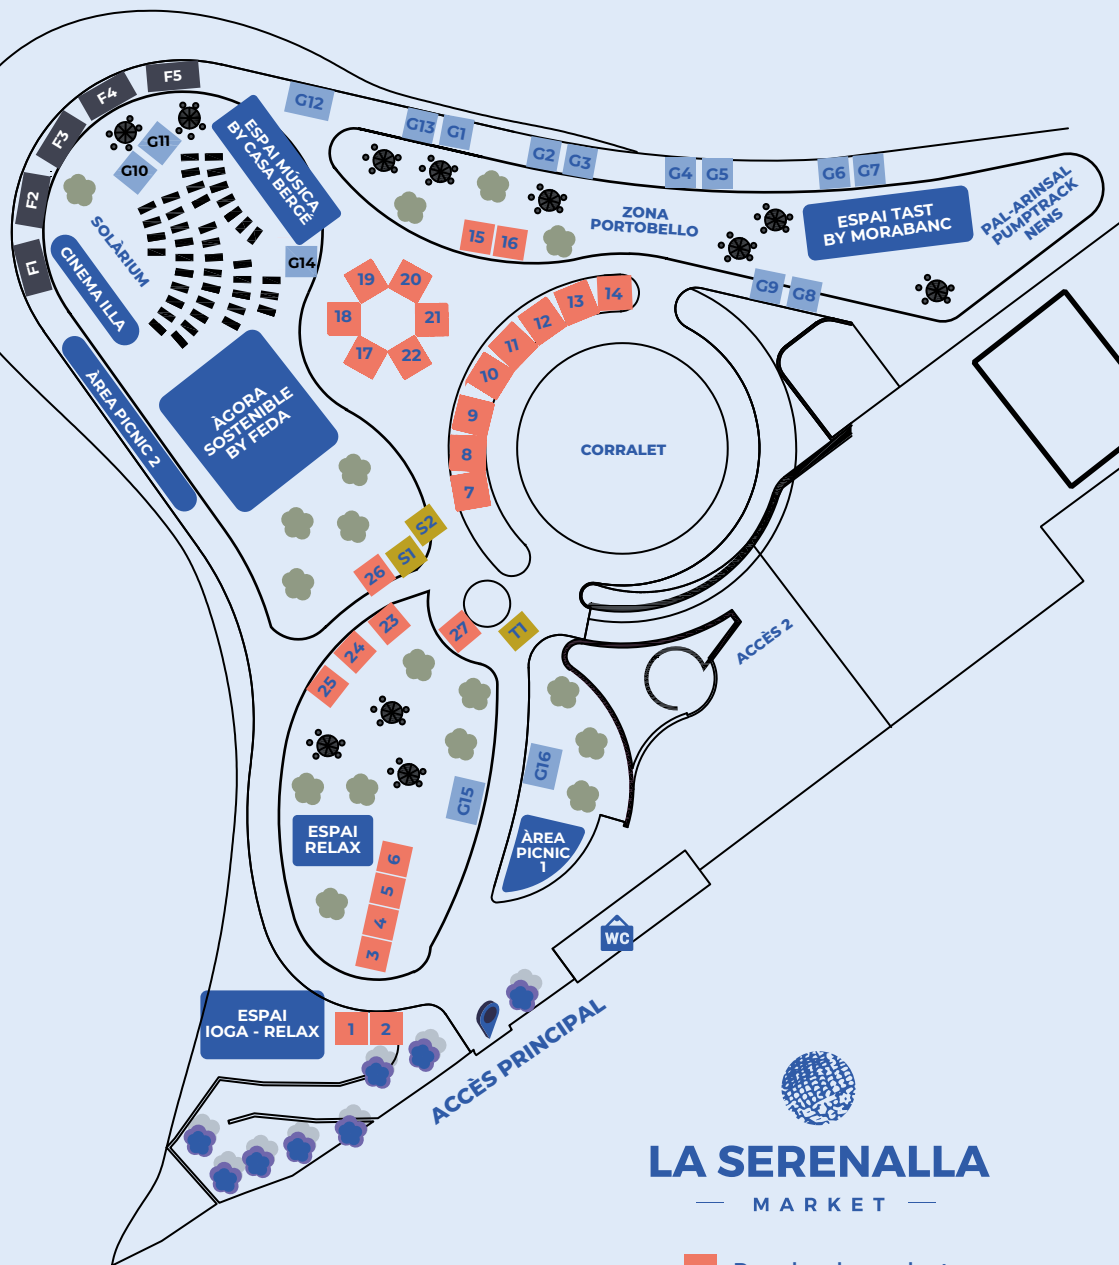 F5
F4
F3
F2
F1
G12
G13
G1
G2
G3
G4
G5
G6
G7
G11
G10
ESPAI MÚSICA
BY CASA BERGÉ
SOLÀRIUM
CINEMA ILLA
G14
15
16
ZONA
PORTOBELLO
ESPAI TAST
BY MORABANC
PAL-ARINSAL
PUMPTRACK
NENS
G9
G8
19
20
18
21
17
22
14
13
12
11
10
9
8
7
CORRALET
ÀREA PICNIC 2
ÀGORA
SOSTENIBLE
BY FEDA
S2
S1
26
27
T1
23
24
25
ACCÈS 2
G15
G16
ESPAI
RELAX
ÀREA
PICNIC
1
6
5
4
3
WC
ESPAI
IOGA - RELAX
1
2
ACCÈS PRINCIPAL
LA SERENALLA
MARKET